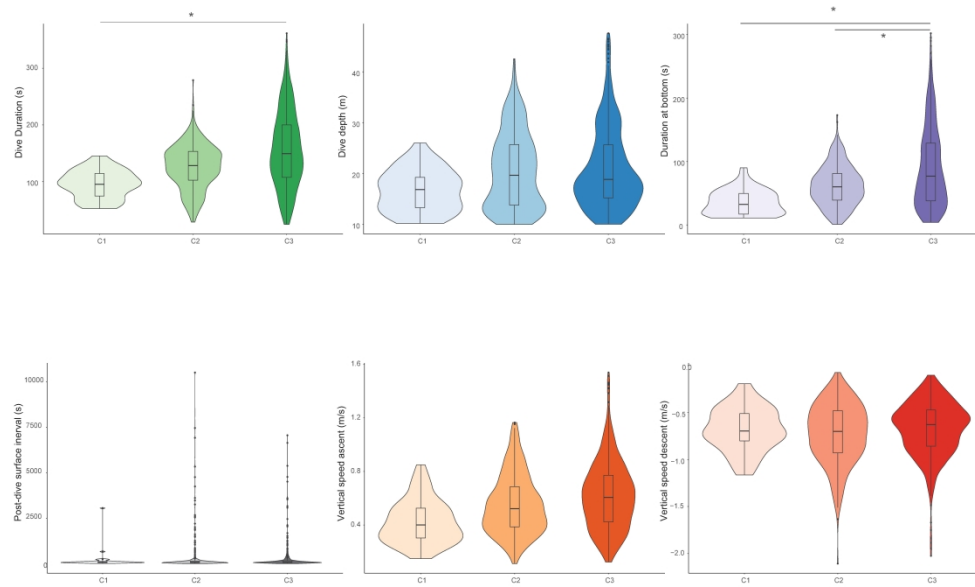 *
Dive Duration (s)
300
200
100
C1 C2 C3
Dive depth (m)
40
30
20
10
C1 C2 C3
*
*
Duration at bottom (s)
300
200
100
0
C1 C2 C3
Post-dive surface inerval (s)
10000
7500
5000
2500
0
C1 C2 C3
Vertical speed ascent (m/s)
1.6
1.2
0.8
0.4
C1 C2 C3
Vertical speed descent (m/s)
0.0
−0.5
−1.0
−1.5
−2.0
C1 C2 C3